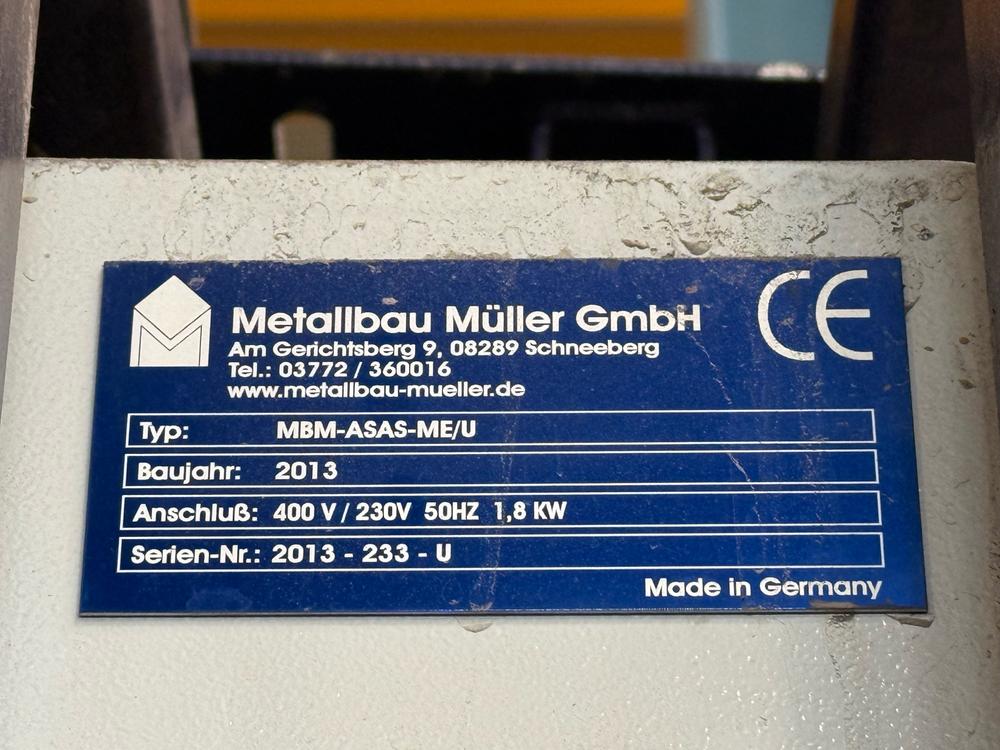 Metallbau Müller GmbH
Am Gerichtsberg 9, 08289 Schneeberg
Tel.: 03772 / 360016
www.metallbau-mueller.de
CE
Typ: MBM-ASAS-ME/U
Baujahr: 2013
Anschluß: 400 V / 230V 50HZ 1,8 KW
Serien-Nr.: 2013 - 233 - U
Made in Germany